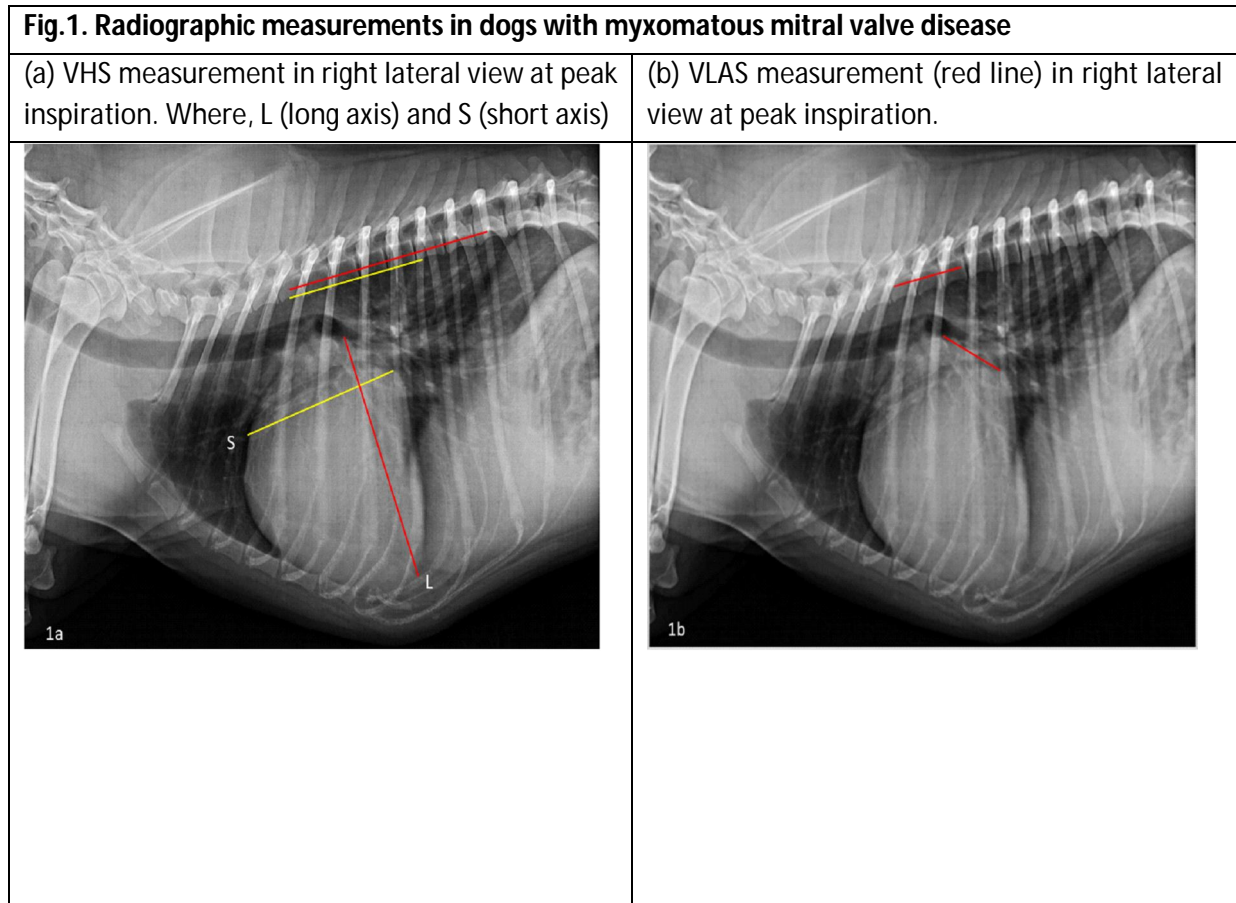 Fig.1. Radiographic measurements in dogs with myxomatous mitral valve disease
(a) VHS measurement in right lateral view at peak
inspiration. Where, L (long axis) and S (short axis)
(b) VLAS measurement (red line) in right lateral
view at peak inspiration.
S
L
1a
1b